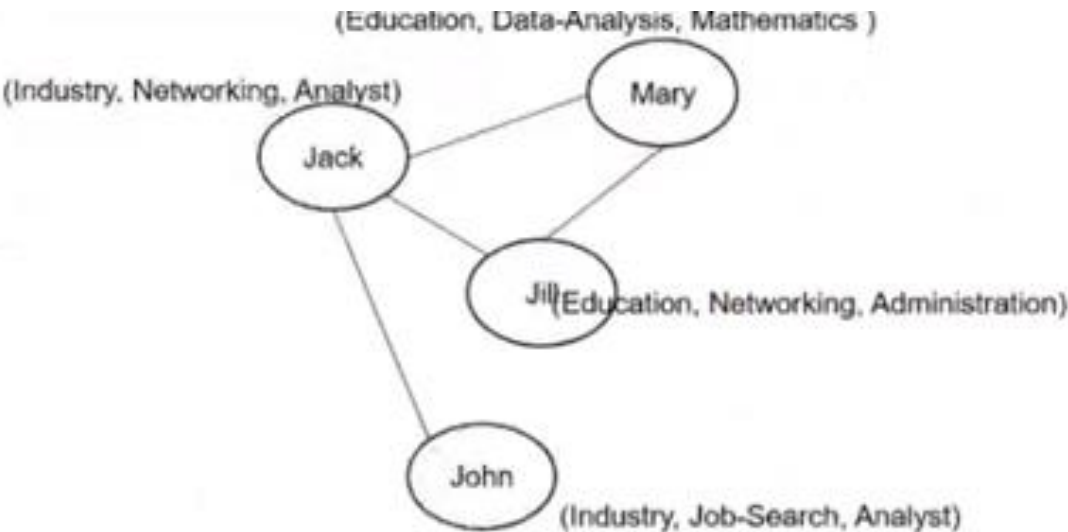 (Education, Data-Analysis, Mathematics )
(Industry, Networking, Analyst)
Mary
Jack
Jill
(Education, Networking, Administration)
John
(Industry, Job-Search, Analyst)